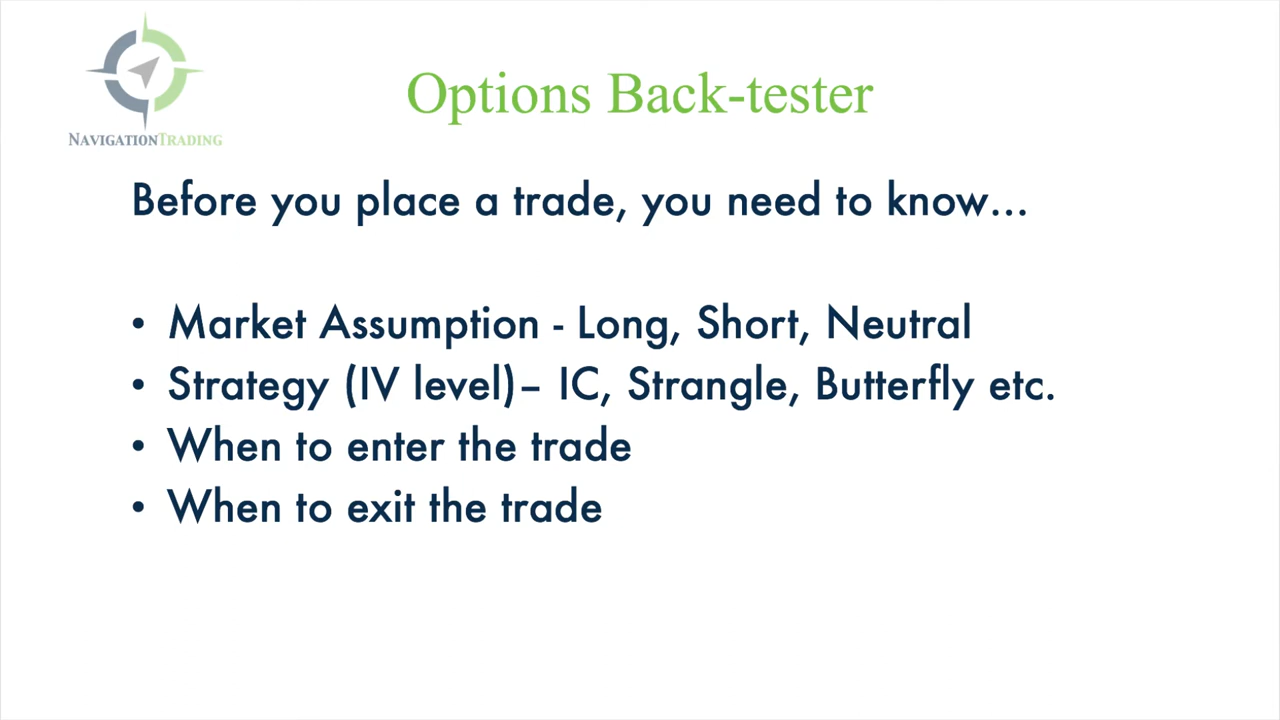 NAVIGATIONTRADING
Options Back-tester
Before you place a trade, you need to know...
• Market Assumption - Long, Short, Neutral
• Strategy (IV level)– IC, Strangle, Butterfly etc.
• When to enter the trade
• When to exit the trade